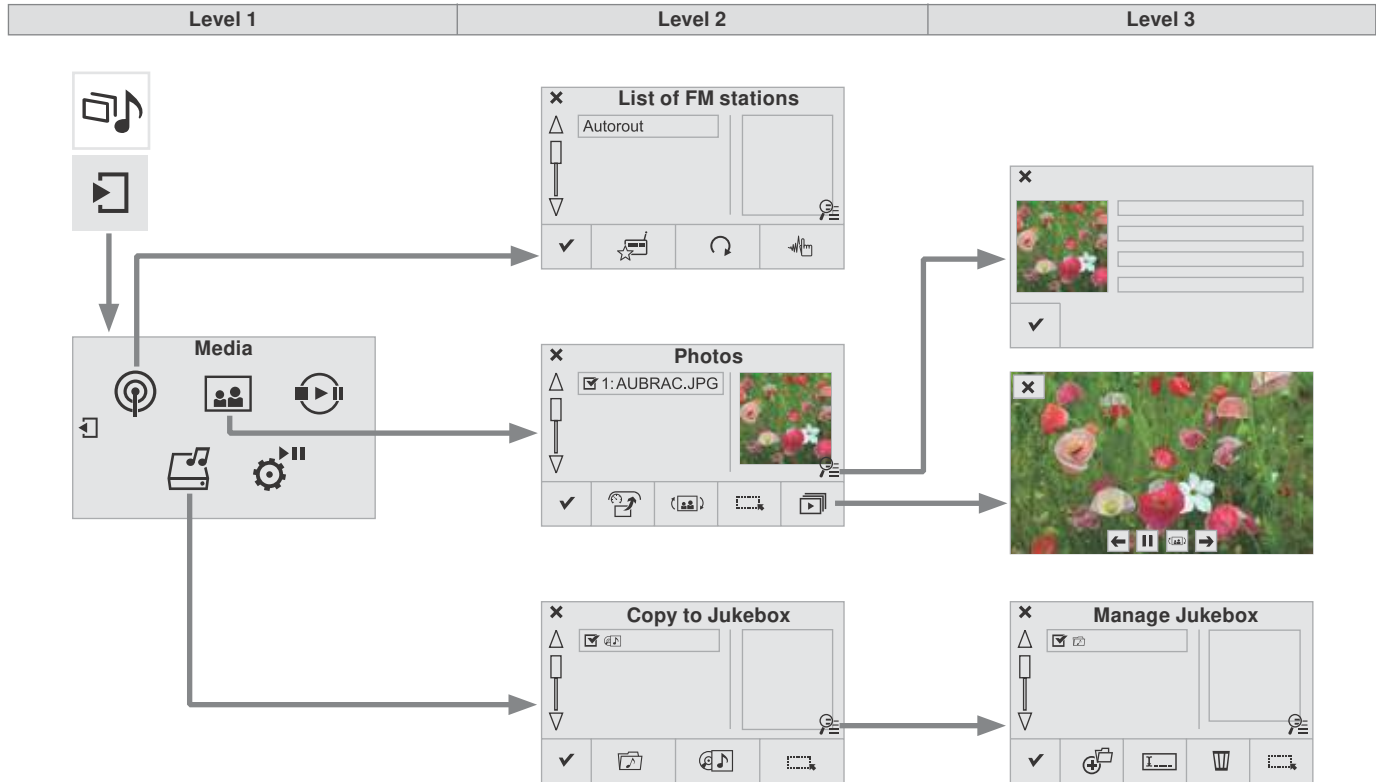 Level 1
Level 2
Level 3
List of FM stations
Autorout
Media
Photos
1: AUBRAC.JPG
Copy to Jukebox
Manage Jukebox